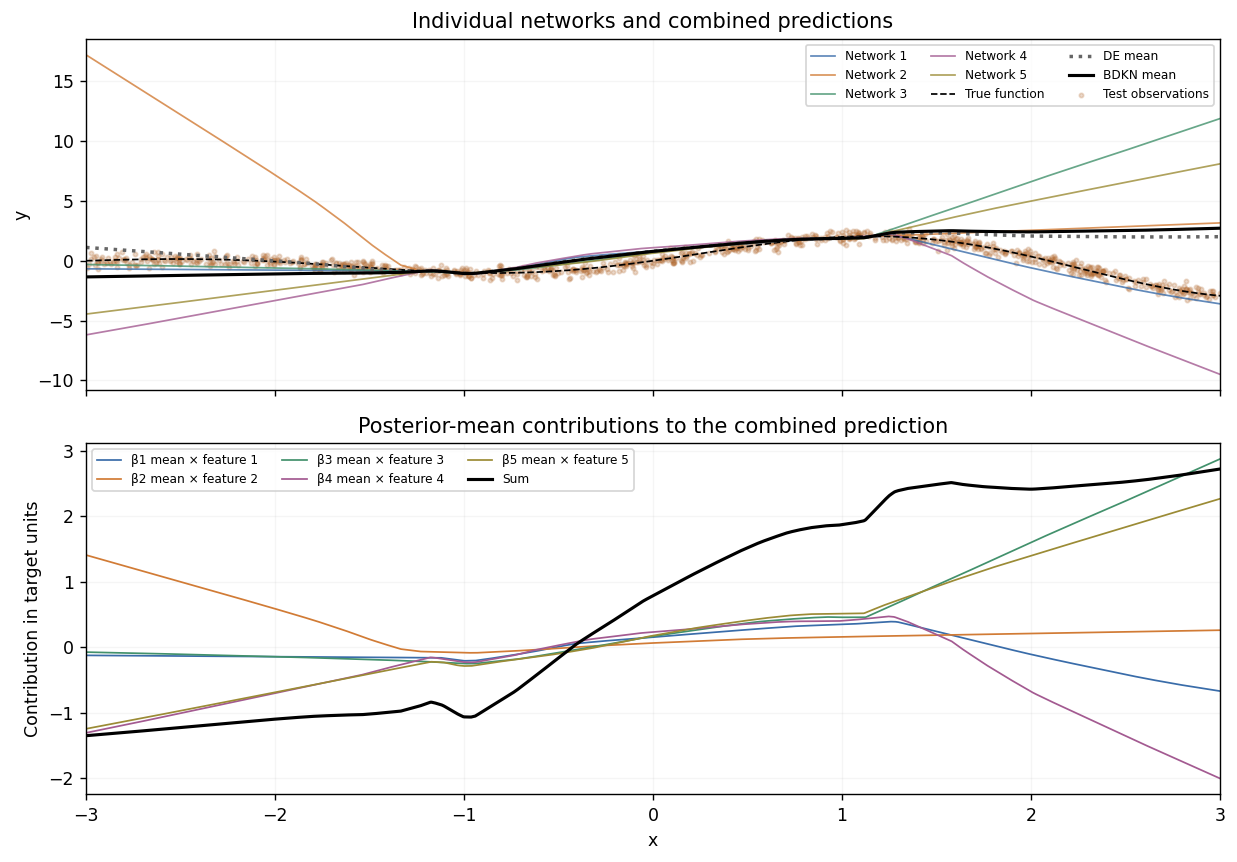 Individual networks and combined predictions
Network 1
Network 2
Network 3
Network 4
Network 5
True function
DE mean
BDKN mean
Test observations
y
15
10
5
0
−5
−10
Posterior-mean contributions to the combined prediction
β1 mean × feature 1
β2 mean × feature 2
β3 mean × feature 3
β4 mean × feature 4
β5 mean × feature 5
Sum
Contribution in target units
3
2
1
0
−1
−2
−3
−2
−1
0
1
2
3
x